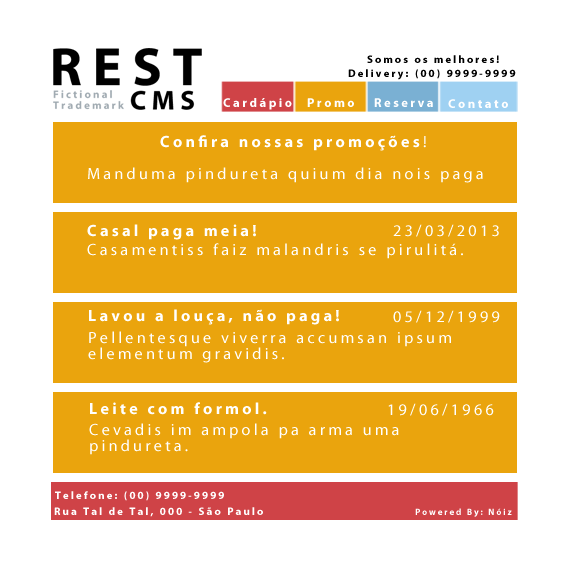 REST
Fictional
Trademark CMS
Somos os melhores!
Delivery: (00) 9999-9999
Cardápio Promo Reserva Contato
Confira nossas promoções!
Manduma pindureta quium dia nois paga
Casal paga meia! 23/03/2013
Casamentiss faiz malandris se pirulitá.
Lavou a louça, não paga! 05/12/1999
Pellentesque viverra accumsan ipsum
elementum gravidis.
Leite com formol. 19/06/1966
Cevadis im ampola pa arma uma
pindureta.
Telefone: (00) 9999-9999
Rua Tal de Tal, 000 - São Paulo
Powered By: Nóiz